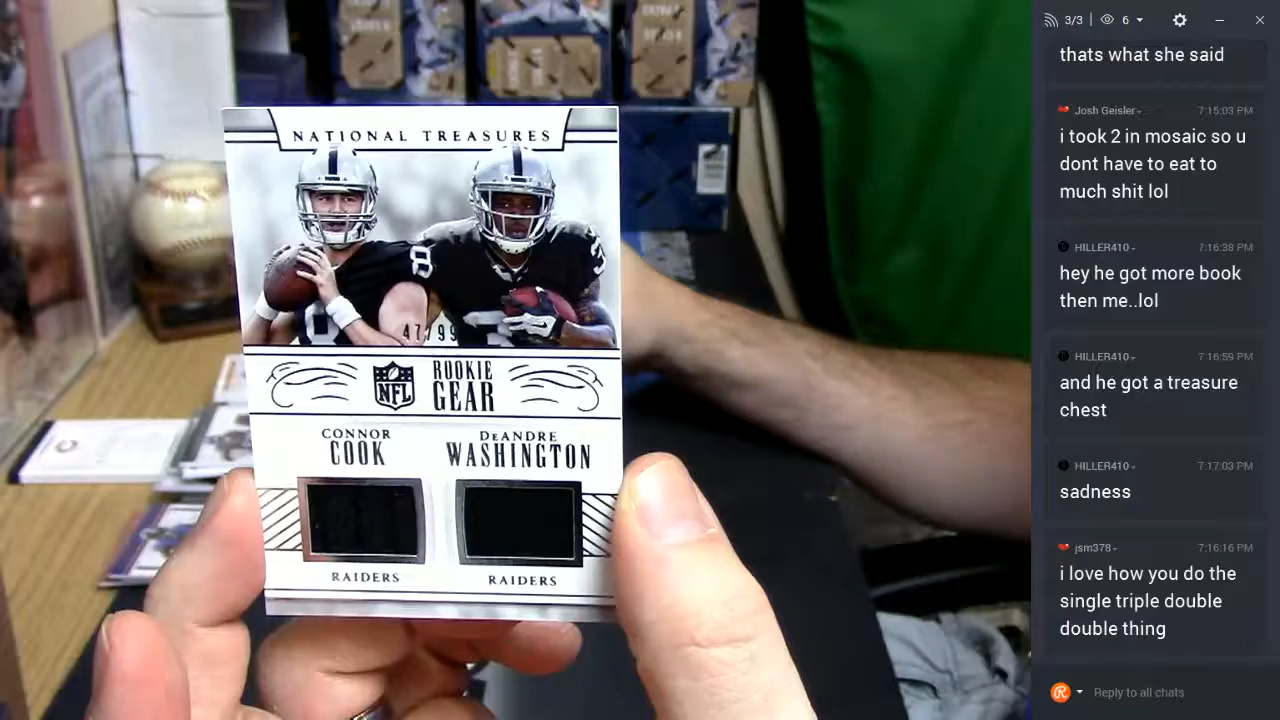 NATIONAL TREASURES
8
8
3
47/99
NFL
ROOKIE
GEAR
CONNOR
COOK
DeANDRE
WASHINGTON
RAIDERS
RAIDERS
3/3
6
thats what she said
Josh Geisler
7:15:03 PM
i took 2 in mosaic so u
dont have to eat to
much shit lol
HILLER410
7:16:38 PM
hey he got more book
then me..lol
HILLER410
7:16:59 PM
and he got a treasure
chest
HILLER410
7:17:03 PM
sadness
jsm378
7:16:16 PM
i love how you do the
single triple double
double thing
Reply to all chats